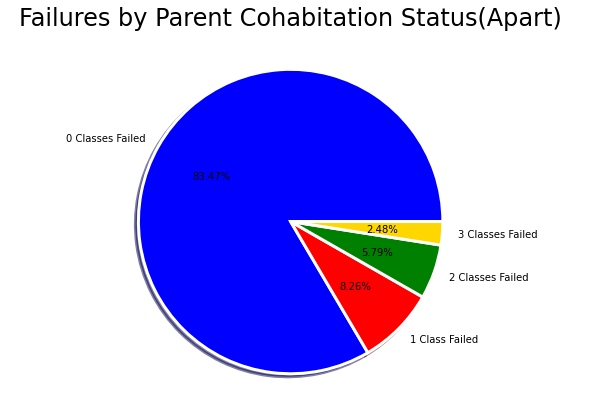 Failures by Parent Cohabitation Status(Apart)
0 Classes Failed
83.47%
2.48%
3 Classes Failed
5.79%
2 Classes Failed
8.26%
1 Class Failed